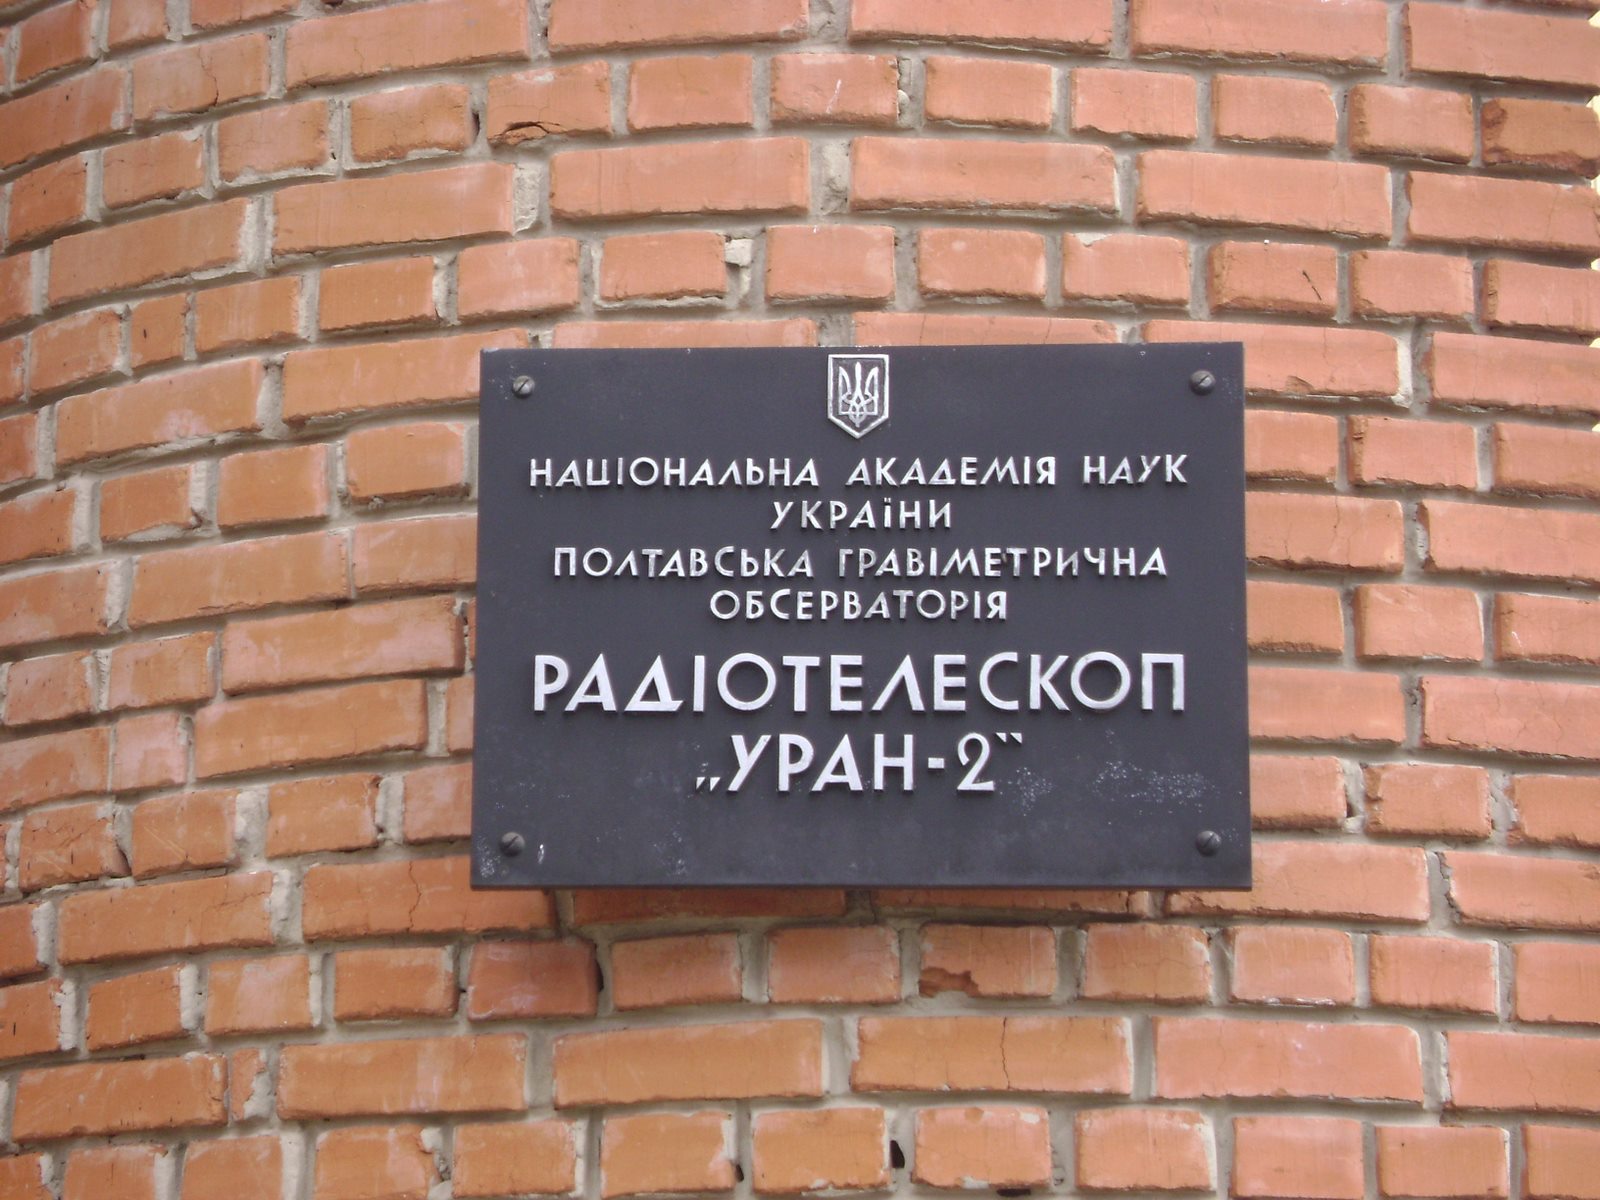 НАЦІОНАЛЬНА АКАДЕМІЯ НАУК
УКРАЇНИ
ПОЛТАВСЬКА ГРАВІМЕТРИЧНА
ОБСЕРВАТОРІЯ
РАДІОТЕЛЕСКОП
„УРАН-2‟